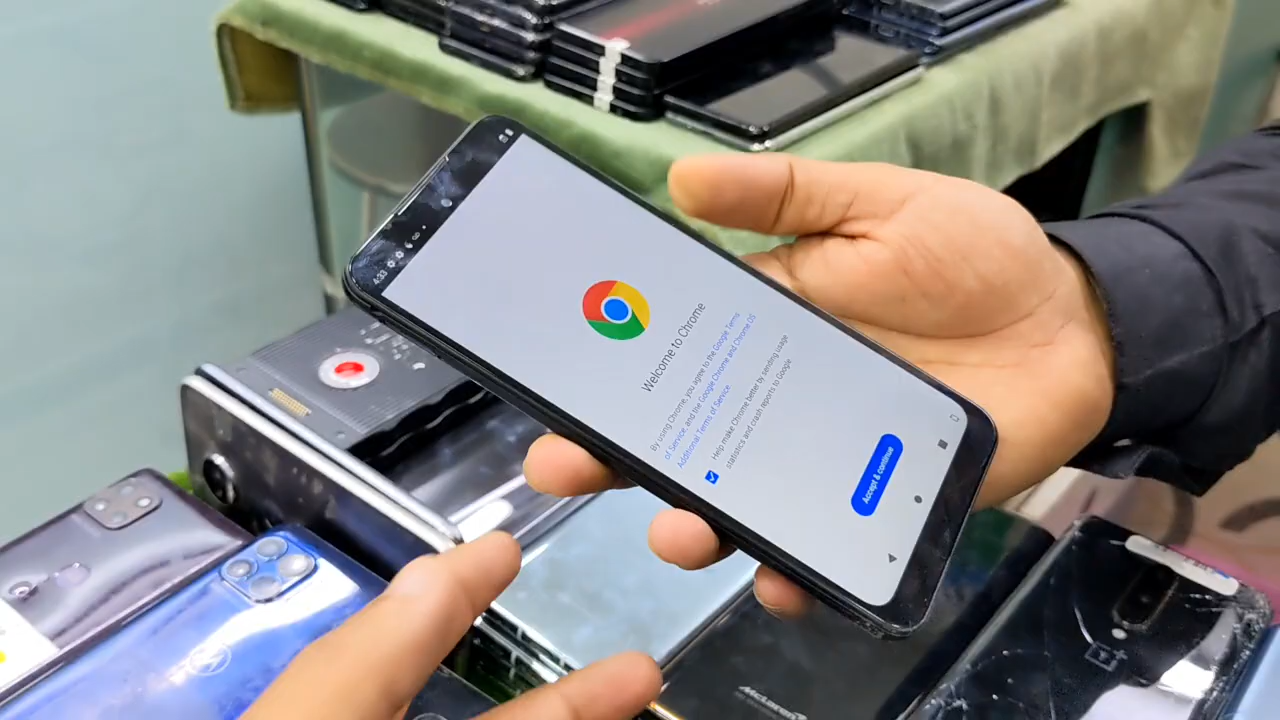 4:33
Welcome to Chrome
By using Chrome, you agree to the Google Terms
of Service, and the Google Chrome and Chrome OS
Additional Terms of Service.
Help make Chrome better by sending usage
statistics and crash reports to Google
Accept & continue
McLaren